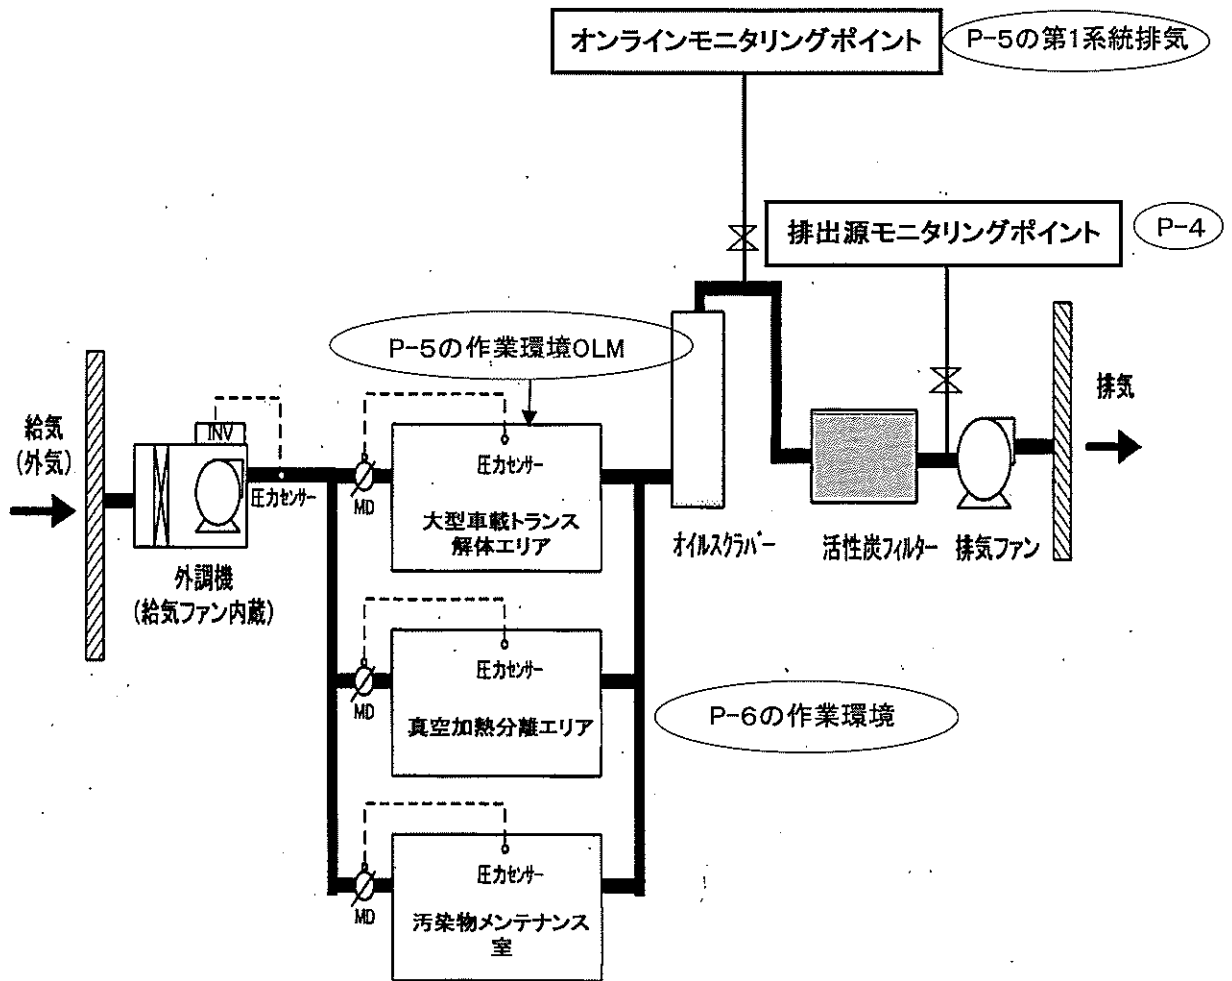 オンラインモニタリングポイント
P-5の第1系統排気
排出源モニタリングポイント
P-4
P-5の作業環境OLM
給気
(外気)
INV
圧力センサー
MD
圧力センサー
大型車載トランス
解体エリア
オイルスクラバー
活性炭フィルター
排気ファン
排気
外調機
(給気ファン内蔵)
MD
圧力センサー
真空加熱分離エリア
P-6の作業環境
MD
圧力センサー
汚染物メンテナンス
室